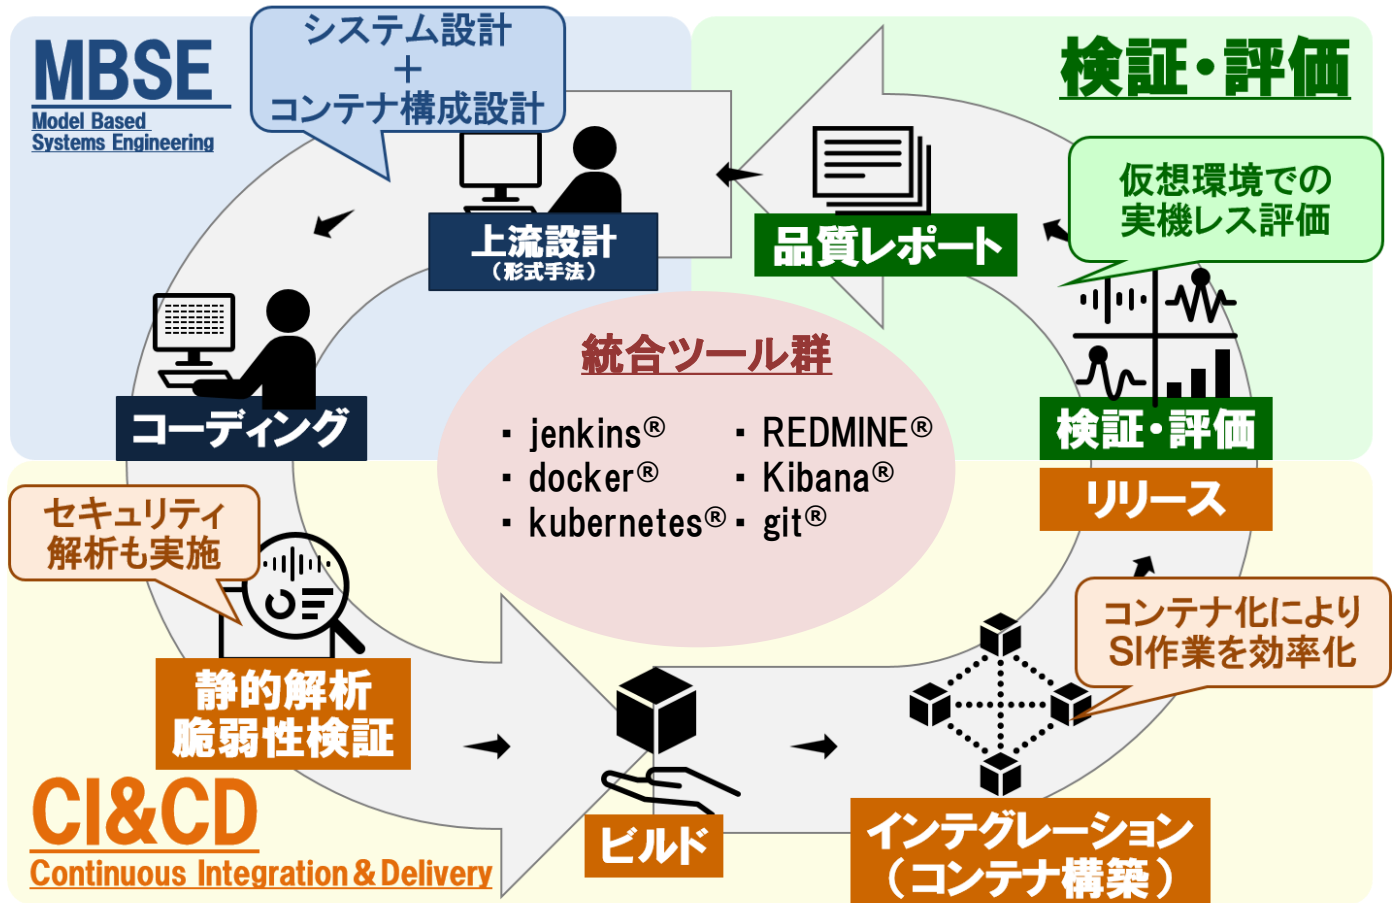 MBSE
Model Based
Systems Engineering
システム設計
＋
コンテナ構成設計
検証・評価
仮想環境での
実機レス評価
上流設計
（形式手法）
品質レポート
コーディング
検証・評価
リリース
統合ツール群
・ jenkins®
・ docker®
・ kubernetes®
・ REDMINE®
・ Kibana®
・ git®
セキュリティ
解析も実施
コンテナ化により
SI作業を効率化
静的解析
脆弱性検証
ビルド
インテグレーション
（コンテナ構築）
CI&CD
Continuous Integration & Delivery